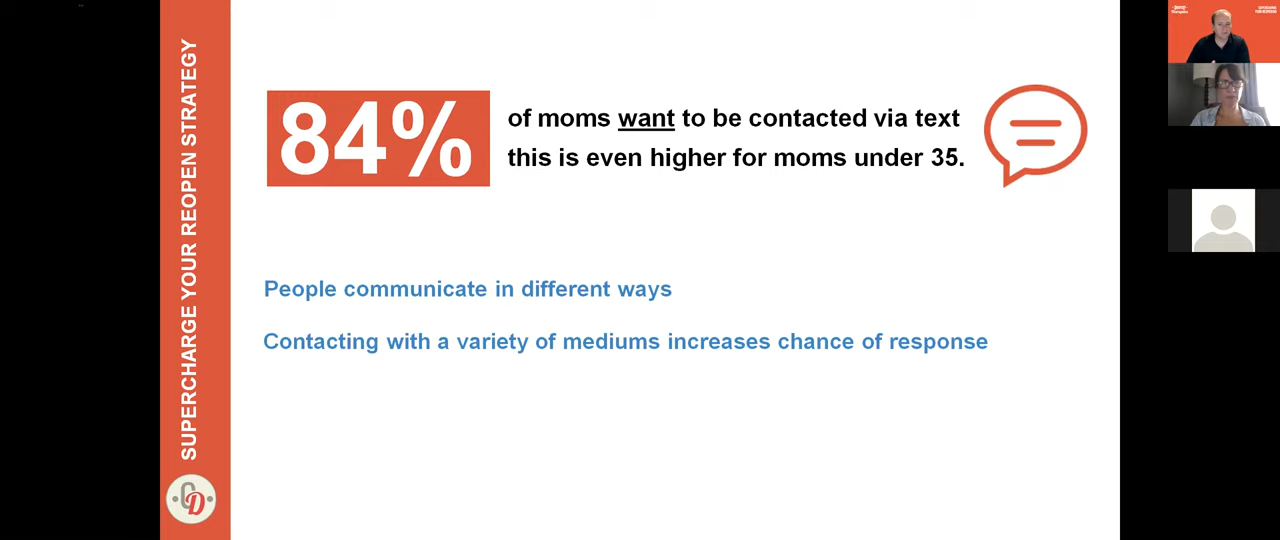 SUPERCHARGE YOUR REOPEN STRATEGY
84%
of moms want to be contacted via text
this is even higher for moms under 35.
People communicate in different ways
Contacting with a variety of mediums increases chance of response
CD